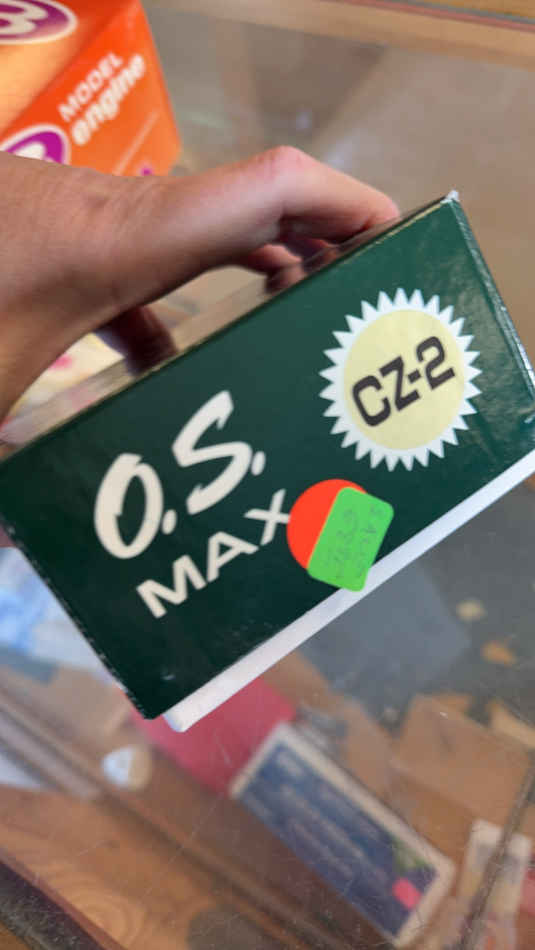 MODEL
engine
CZ-2
O.S.
MAX